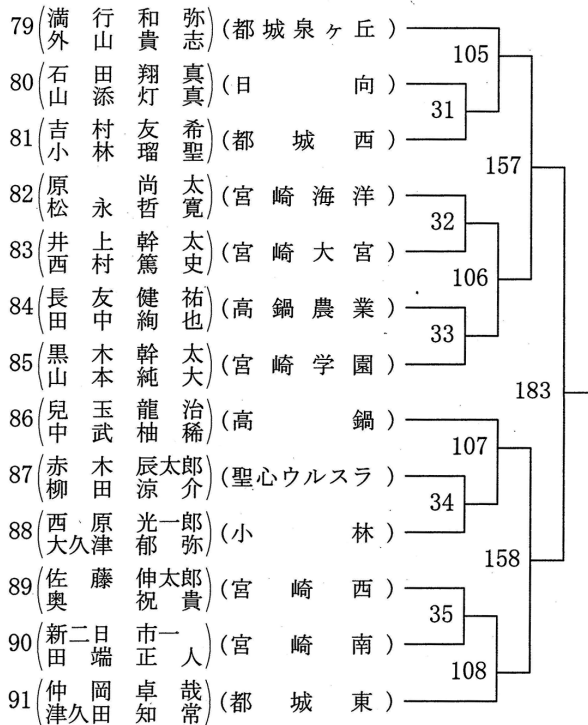 79 満行和弥 外山貴志 (都城泉ヶ丘)
105
80 石田翔真 山添灯真 (日向)
31
81 吉村友希 小林瑠聖 (都城西)
157
82 原尚太 松永哲寛 (宮崎海洋)
32
83 井上幹太 西村篤史 (宮崎大宮)
106
84 長友健祐 田中絢也 (高鍋農業)
33
85 黒木幹太 山本純大 (宮崎学園)
183
86 兒玉龍治 中武柚稀 (高鍋)
107
87 赤木辰太郎 柳田涼介 (聖心ウルスラ)
34
88 西原光一郎 大久津郁弥 (小林)
158
89 佐藤伸太郎 奥祝貴 (宮崎西)
35
90 新二日市一 田端正人 (宮崎南)
108
91 仲岡卓哉 津久田知常 (都城東)